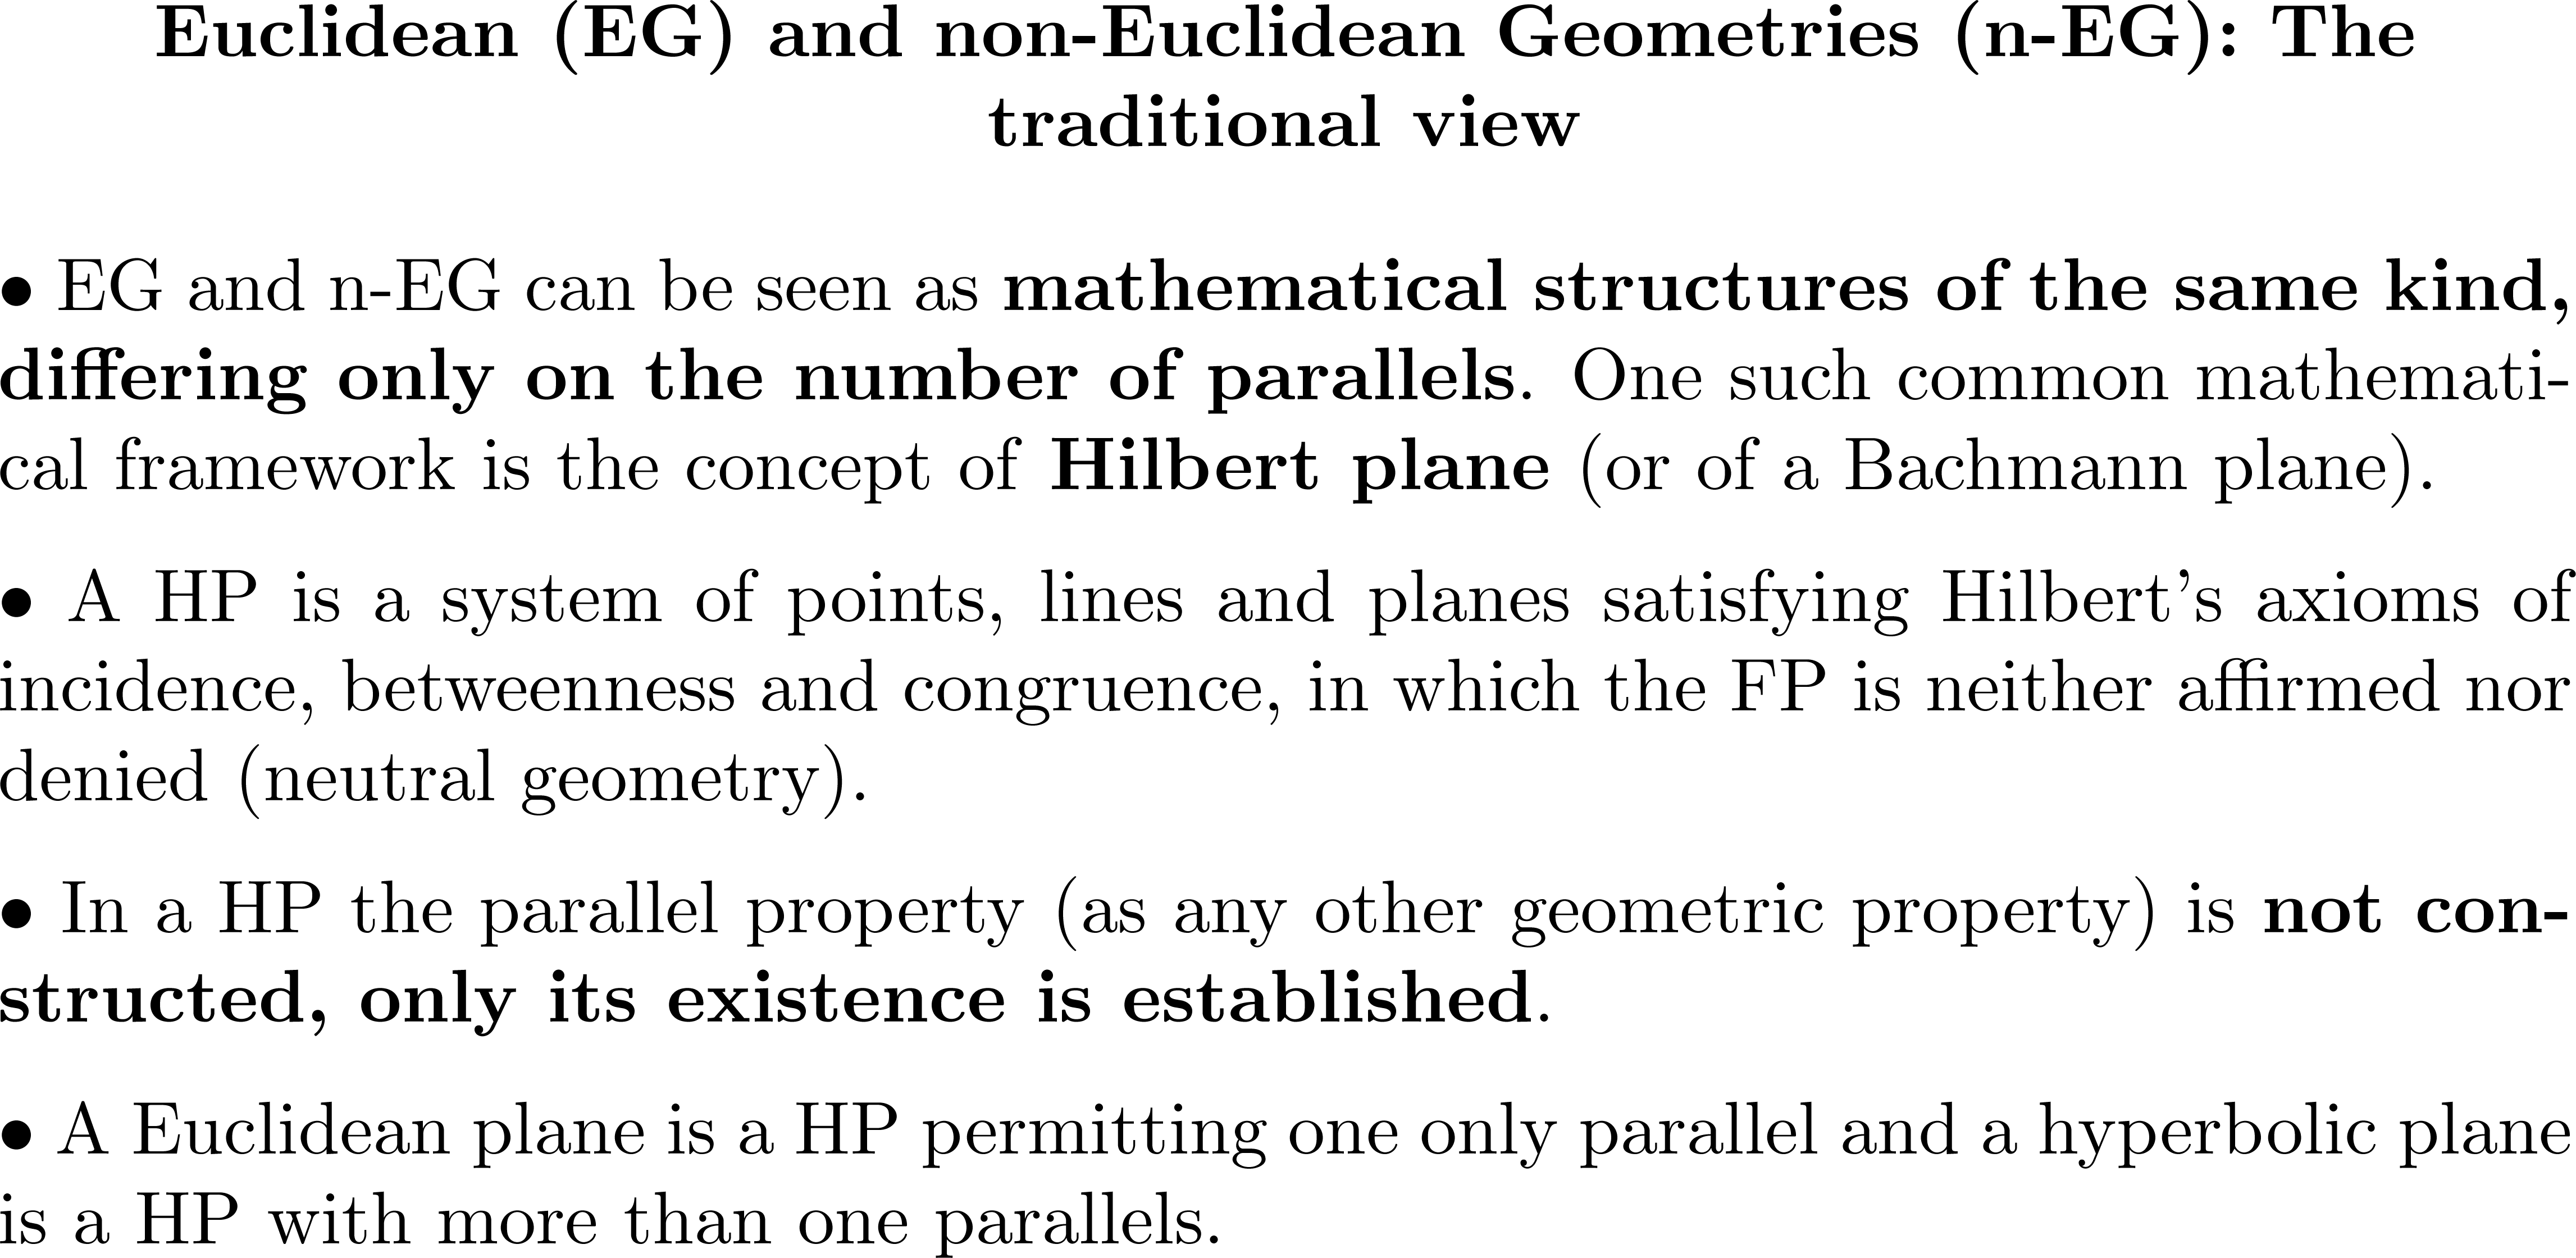 Euclidean (EG) and non-Euclidean Geometries (n-EG): The
traditional view
• EG and n-EG can be seen as mathematical structures of the same kind,
differing only on the number of parallels. One such common mathemati-
cal framework is the concept of Hilbert plane (or of a Bachmann plane).
• A HP is a system of points, lines and planes satisfying Hilbert's axioms of
incidence, betweenness and congruence, in which the FP is neither affirmed nor
denied (neutral geometry).
• In a HP the parallel property (as any other geometric property) is not con-
structed, only its existence is established.
• A Euclidean plane is a HP permitting one only parallel and a hyperbolic plane
is a HP with more than one parallels.